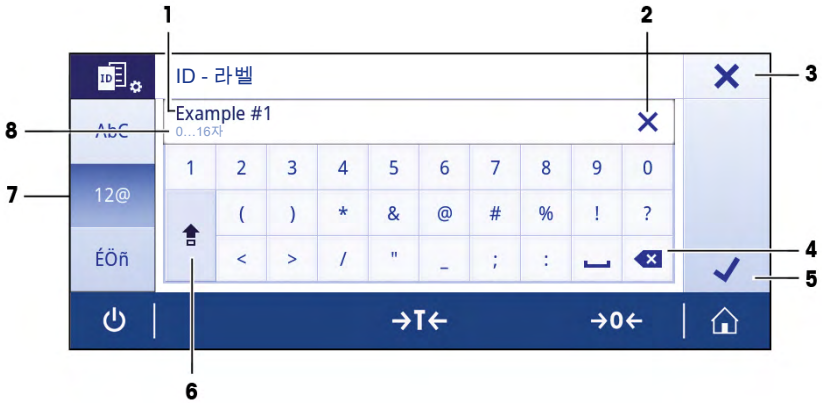 1
2
ID
ID - 라벨
3
Example #1
8
0...16자
AbC
1 2 3 4 5 6 7 8 9 0
7
12@
( ) * & @ # % ! ?
ÉÖñ
< > / " _ ; :
4
5
→T←
→0←
6